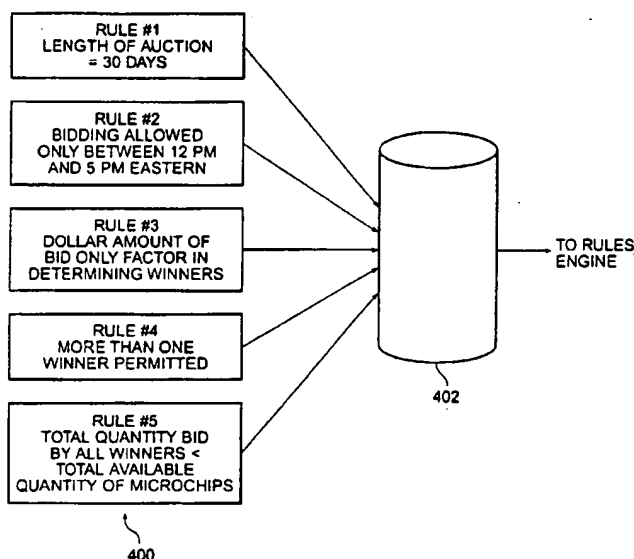 RULE #1
LENGTH OF AUCTION
= 30 DAYS
RULE #2
BIDDING ALLOWED
ONLY BETWEEN 12 PM
AND 5 PM EASTERN
RULE #3
DOLLAR AMOUNT OF
BID ONLY FACTOR IN
DETERMINING WINNERS
RULE #4
MORE THAN ONE
WINNER PERMITTED
RULE #5
TOTAL QUANTITY BID
BY ALL WINNERS <
TOTAL AVAILABLE
QUANTITY OF MICROCHIPS
400
402
TO RULES
ENGINE